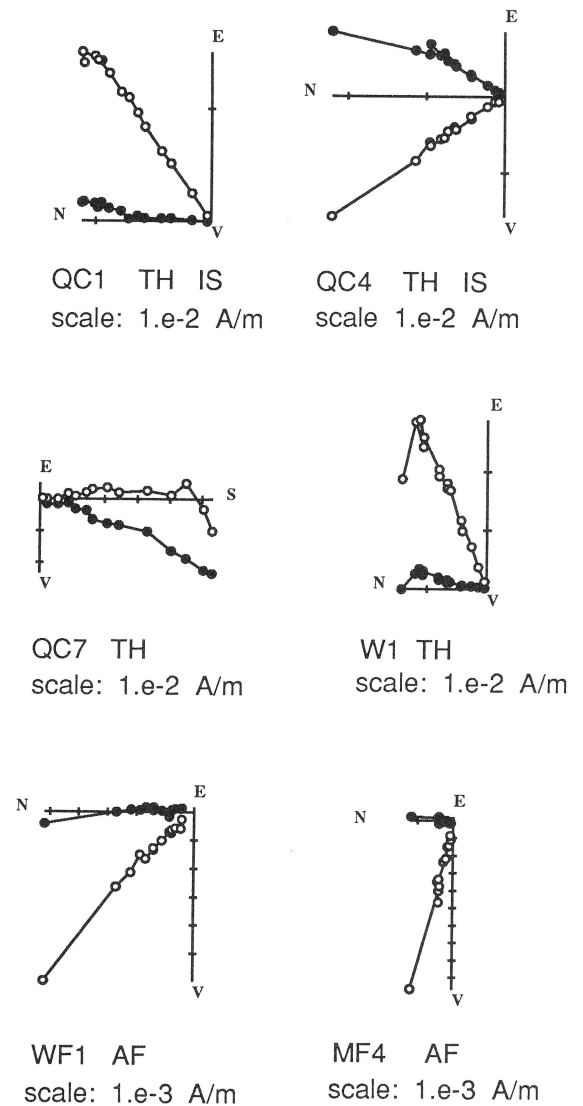 E
N
V
QC1 TH IS
scale: 1.e-2 A/m
E
N
V
QC4 TH IS
scale 1.e-2 A/m
E
S
V
QC7 TH
scale: 1.e-2 A/m
E
N
V
W1 TH
scale: 1.e-2 A/m
N
E
V
WF1 AF
scale: 1.e-3 A/m
N
E
V
MF4 AF
scale: 1.e-3 A/m